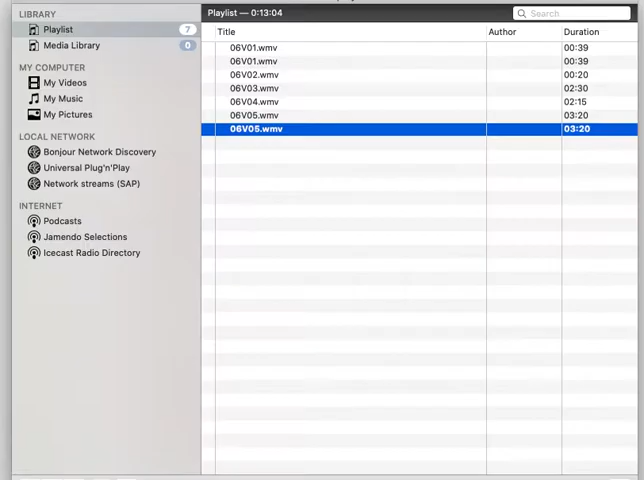 LIBRARY
Playlist 7
Media Library 0
MY COMPUTER
My Videos
My Music
My Pictures
LOCAL NETWORK
Bonjour Network Discovery
Universal Plug'n'Play
Network streams (SAP)
INTERNET
Podcasts
Jamendo Selections
Icecast Radio Directory
Playlist — 0:13:04 Search
Title Author Duration
06V01.wmv 00:39
06V01.wmv 00:39
06V02.wmv 00:20
06V03.wmv 02:30
06V04.wmv 02:15
06V05.wmv 03:20
06V05.wmv 03:20